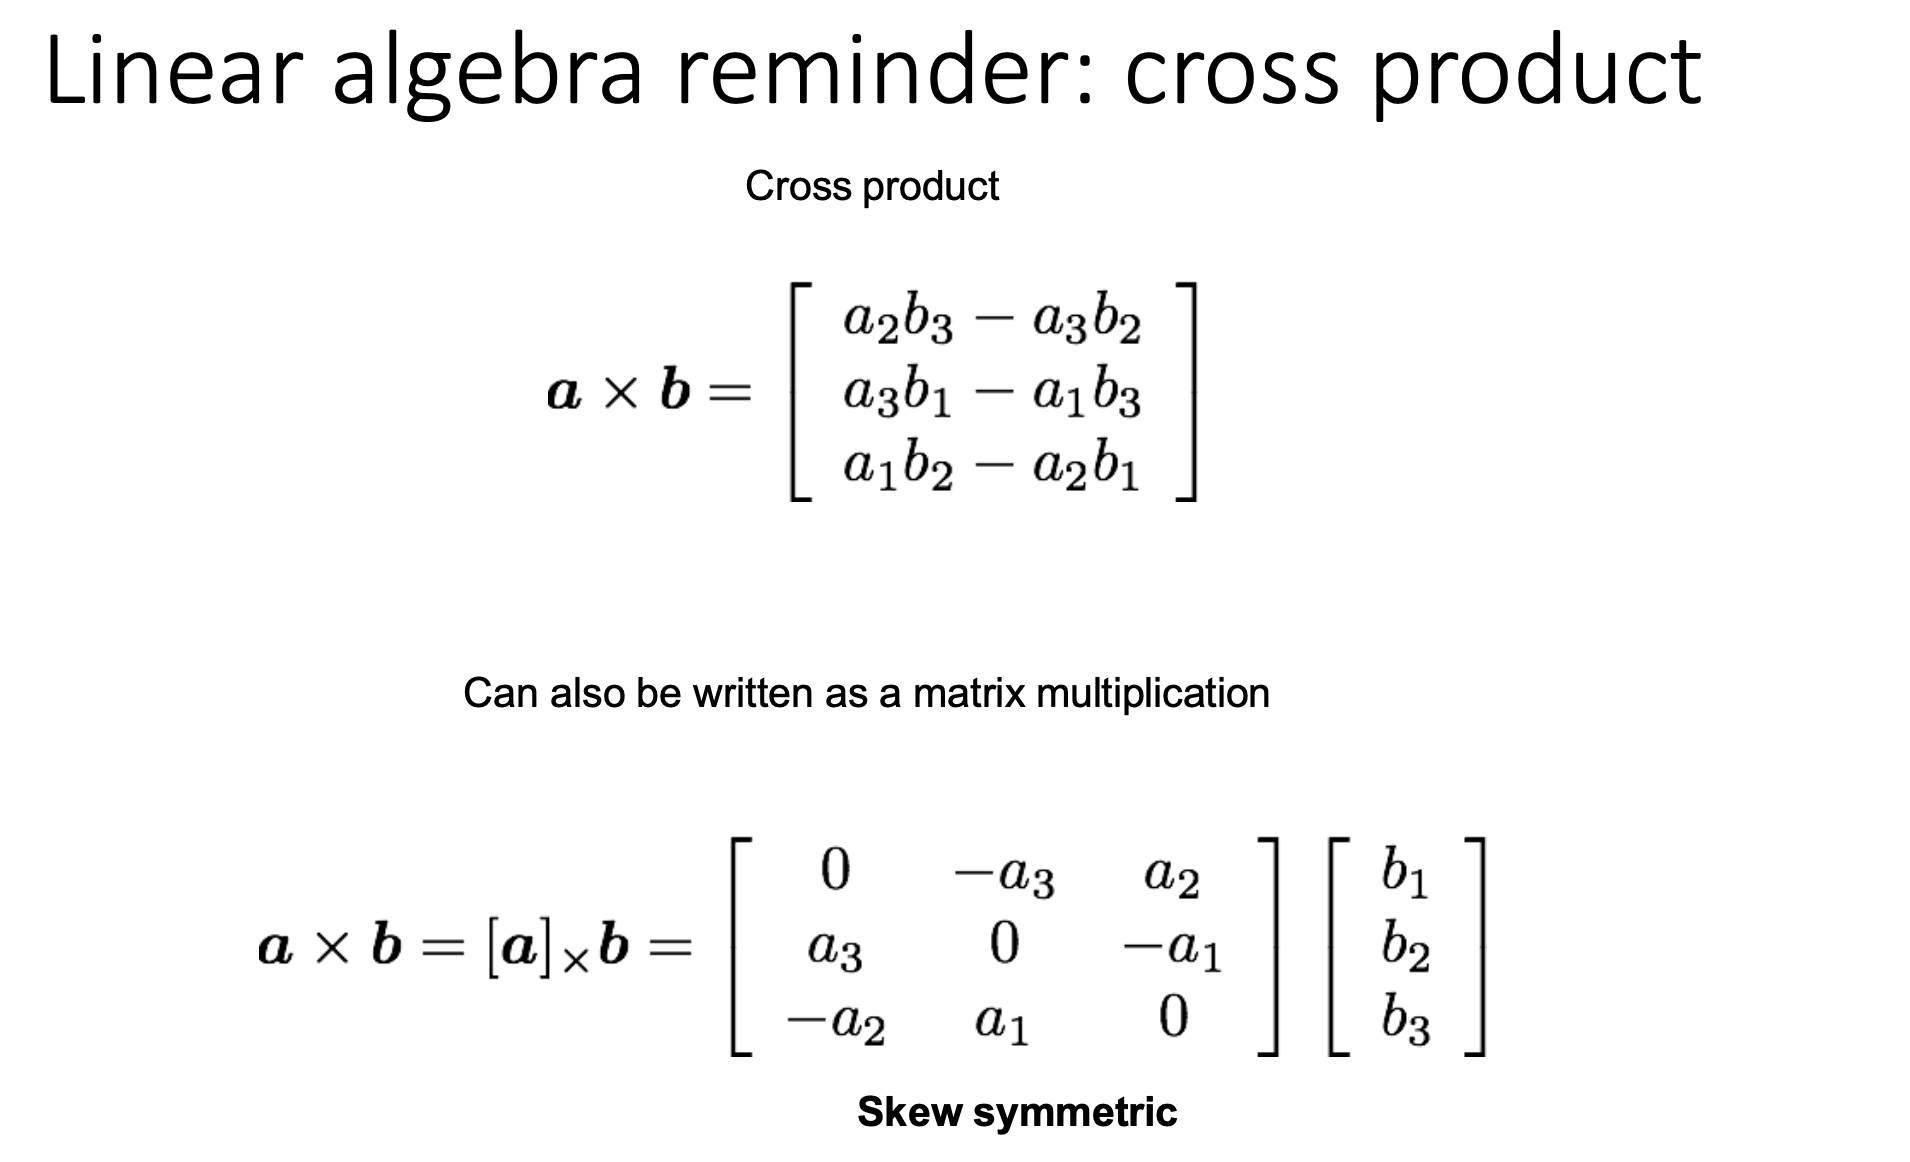 Linear algebra reminder: cross product
Cross product
$\boldsymbol{a} \times \boldsymbol{b} = \begin{bmatrix} a_2b_3 - a_3b_2 \\ a_3b_1 - a_1b_3 \\ a_1b_2 - a_2b_1 \end{bmatrix}$
Can also be written as a matrix multiplication
$\boldsymbol{a} \times \boldsymbol{b} = [\boldsymbol{a}]_\times \boldsymbol{b} = \begin{bmatrix} 0 & -a_3 & a_2 \\ a_3 & 0 & -a_1 \\ -a_2 & a_1 & 0 \end{bmatrix} \begin{bmatrix} b_1 \\ b_2 \\ b_3 \end{bmatrix}$
Skew symmetric